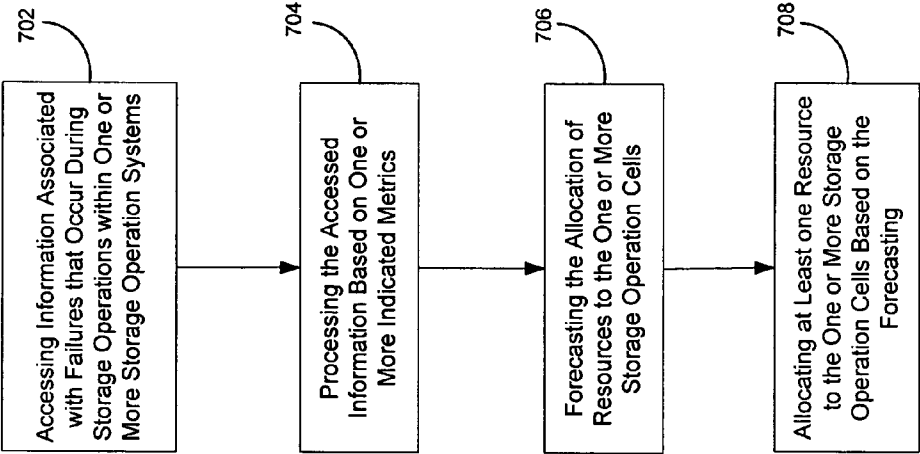 702
Accessing Information Associated
with Failures that Occur During
Storage Operations within One or
More Storage Operation Systems
704
Processing the Accessed
Information Based on One or
More Indicated Metrics
706
Forecasting the Allocation of
Resources to the One or More
Storage Operation Cells
708
Allocating at Least one Resource
to the One or More Storage
Operation Cells Based on the
Forecasting